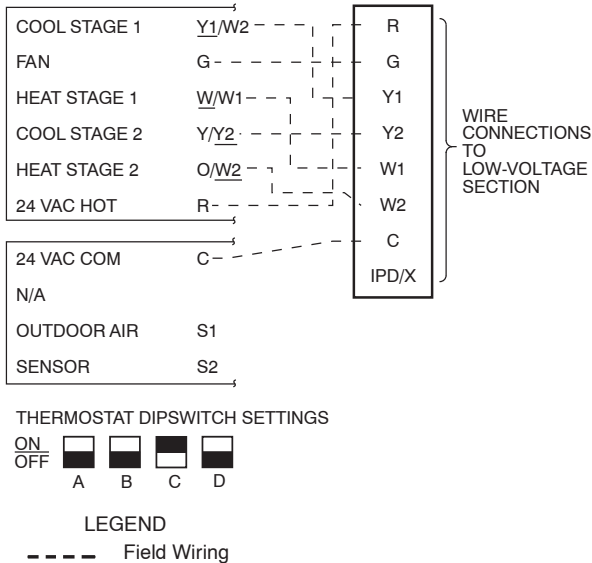 COOL STAGE 1 Y1/W2 R
FAN G G
HEAT STAGE 1 W/W1 Y1
COOL STAGE 2 Y/Y2 Y2
HEAT STAGE 2 O/W2 W1
24 VAC HOT R W2
24 VAC COM C C
N/A IPD/X
OUTDOOR AIR S1
SENSOR S2
WIRE
CONNECTIONS
TO
LOW-VOLTAGE
SECTION
THERMOSTAT DIPSWITCH SETTINGS
ON
OFF
A B C D
LEGEND
Field Wiring